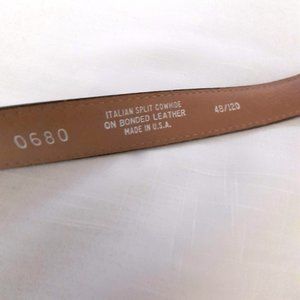 0680
ITALIAN SPLIT COWHIDE
ON BONDED LEATHER
MADE IN U.S.A.
48/120